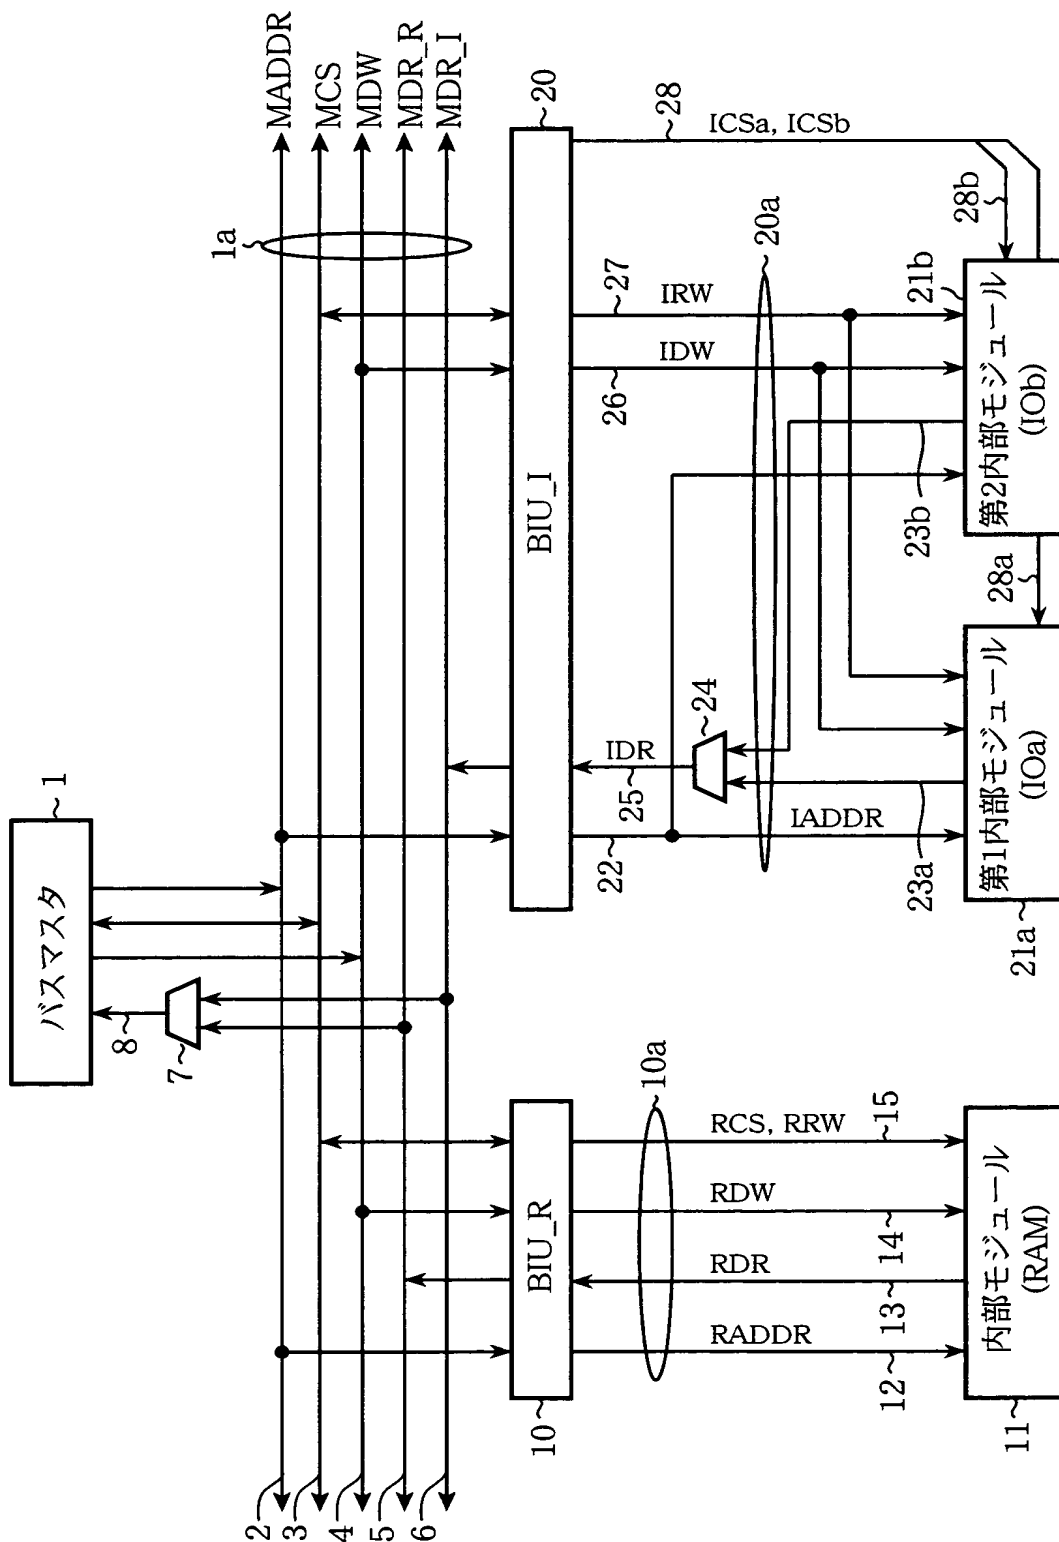 1
バスマスタ
8
7
1a
MADDR
MCS
MDW
MDR_R
MDR_I
2
3
4
5
6
10
BIU_R
BIU_I
20
10a
RADDR
RDR
RDW
RCS, RRW
12
13
14
15
11
内部モジュール
(RAM)
22
IADDR
25
IDR
24
26
IDW
27
IRW
20a
28
ICSa, ICSb
23a
23b
28a
28b
21a
第1内部モジュール
(IOa)
21b
第2内部モジュール
(IOb)